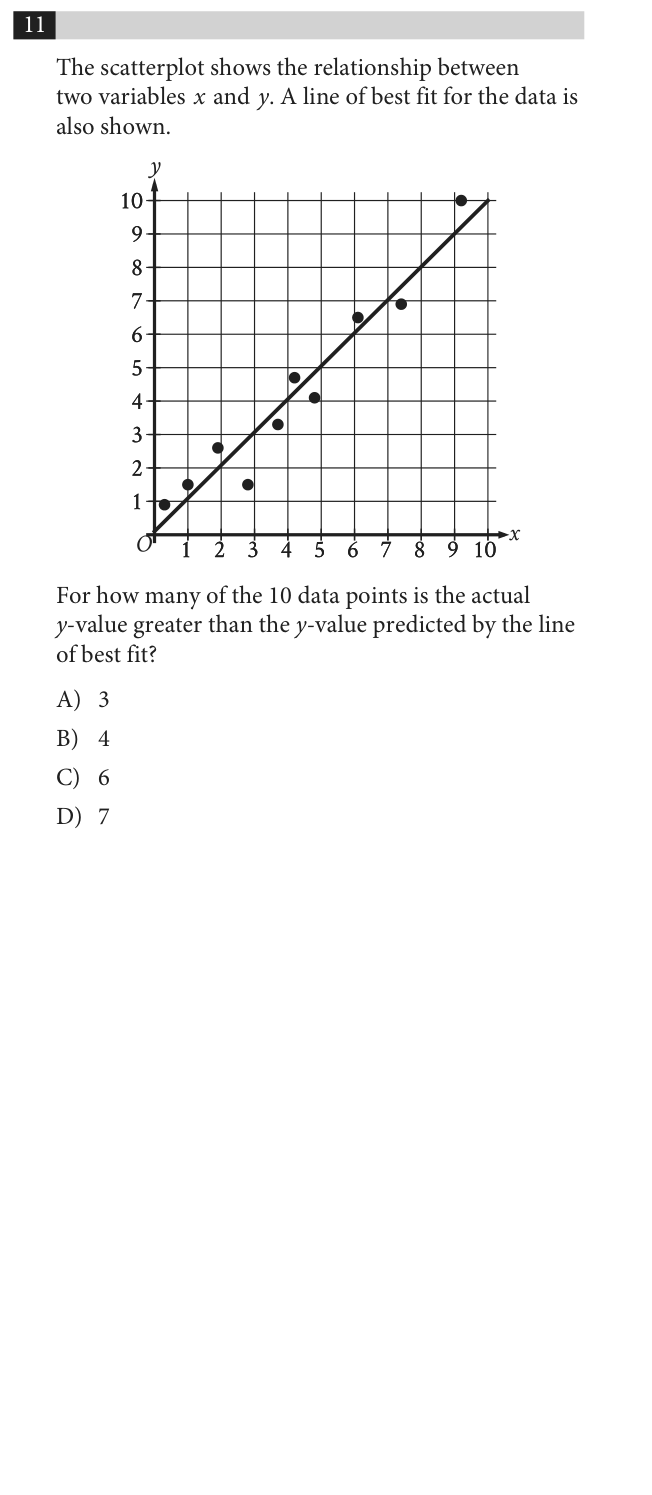 11
The scatterplot shows the relationship between
two variables x and y. A line of best fit for the data is
also shown.
y
10
9
8
7
6
5
4
3
2
1
O
1 2 3 4 5 6 7 8 9 10
x
For how many of the 10 data points is the actual
y-value greater than the y-value predicted by the line
of best fit?
A) 3
B) 4
C) 6
D) 7